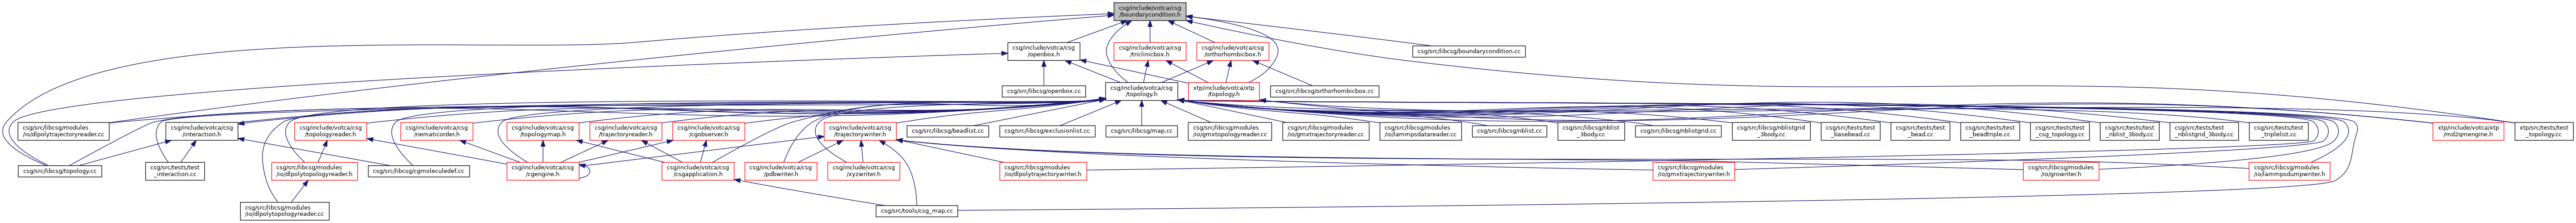 csg/include/votca/csg
/boundarycondition.h
csg/include/votca/csg
/openbox.h
csg/include/votca/csg
/triclinicbox.h
csg/include/votca/csg
/orthorhombicbox.h
csg/src/libcsg/boundarycondition.cc
csg/src/libcsg/openbox.cc
csg/include/votca/csg
/topology.h
xtp/include/votca/xtp
/topology.h
csg/src/libcsg/orthorhombicbox.cc
csg/src/libcsg/modules
/io/dlpolytrajectoryreader.cc
csg/include/votca/csg
/interaction.h
csg/include/votca/csg
/topologyreader.h
csg/include/votca/csg
/nematicorder.h
csg/include/votca/csg
/topologymap.h
csg/include/votca/csg
/trajectoryreader.h
csg/include/votca/csg
/cgobserver.h
csg/include/votca/csg
/trajectorywriter.h
csg/src/libcsg/beadlist.cc
csg/src/libcsg/exclusionlist.cc
csg/src/libcsg/map.cc
csg/src/libcsg/modules
/io/gmxtopologyreader.cc
csg/src/libcsg/modules
/io/gmxtrajectoryreader.cc
csg/src/libcsg/modules
/io/lammpsdatareader.cc
csg/src/libcsg/nblist.cc
csg/src/libcsg/nblist
_3body.cc
csg/src/libcsg/nblistgrid.cc
csg/src/libcsg/nblistgrid
_3body.cc
csg/src/tests/test
_basebead.cc
csg/src/tests/test
_bead.cc
csg/src/tests/test
_beadtriple.cc
csg/src/tests/test
_csg_topology.cc
csg/src/tests/test
_nblist_3body.cc
csg/src/tests/test
_nblistgrid_3body.cc
csg/src/tests/test
_triplelist.cc
xtp/include/votca/xtp
/md2qmengine.h
xtp/src/tests/test
_topology.cc
csg/src/libcsg/topology.cc
csg/src/tests/test
_interaction.cc
csg/src/libcsg/modules
/io/dlpolytopologyreader.h
csg/src/libcsg/cgmoleculedef.cc
csg/include/votca/csg
/cgengine.h
csg/include/votca/csg
/csgapplication.h
csg/include/votca/csg
/pdbwriter.h
csg/include/votca/csg
/xyzwriter.h
csg/src/libcsg/modules
/io/dlpolytrajectorywriter.h
csg/src/libcsg/modules
/io/gmxtrajectorywriter.h
csg/src/libcsg/modules
/io/growriter.h
csg/src/libcsg/modules
/io/lammpsdumpwriter.h
csg/src/libcsg/modules
/io/dlpolytopologyreader.cc
csg/src/tools/csg_map.cc